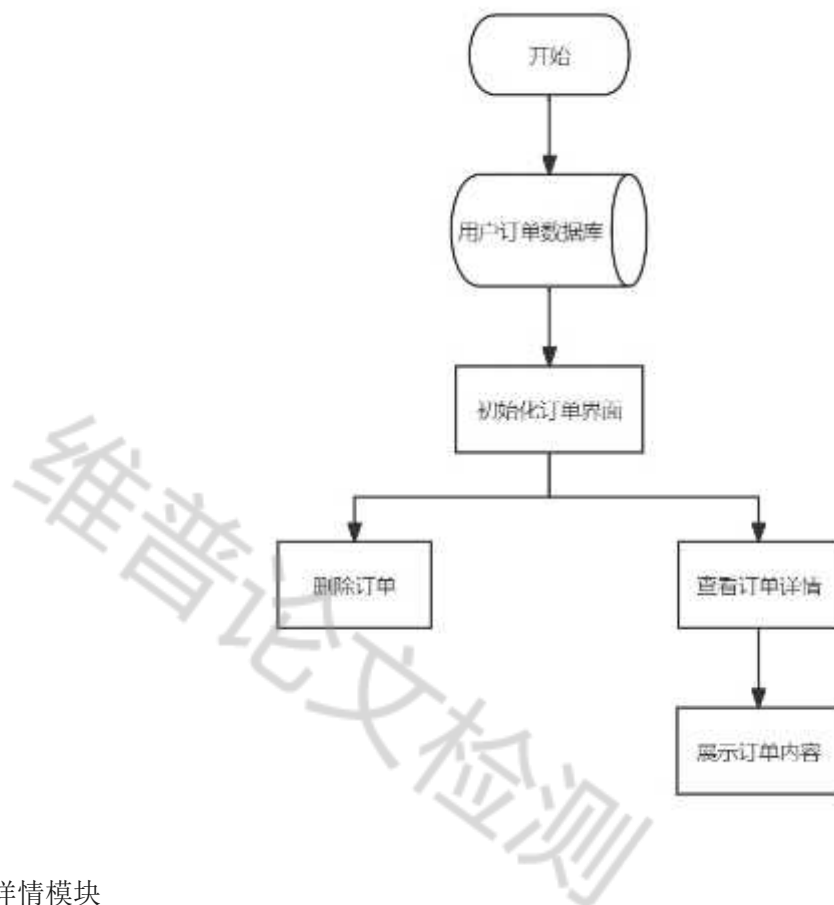 开始
用户订单数据库
初始化订单界面
删除订单
查看订单详情
展示订单内容
维普论文检测
详情模块